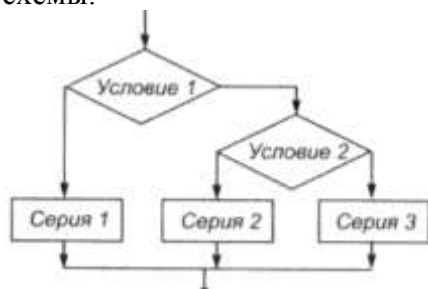 схемы.
Условие 1
Условие 2
Серия 1
Серия 2
Серия 3